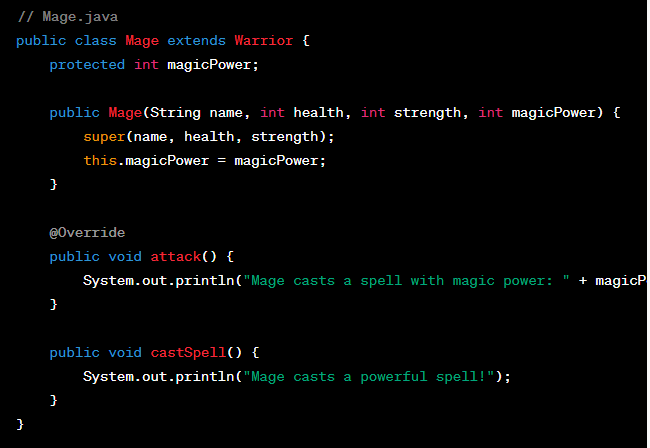 // Mage.java
public class Mage extends Warrior {
    protected int magicPower;

    public Mage(String name, int health, int strength, int magicPower) {
        super(name, health, strength);
        this.magicPower = magicPower;
    }

    @Override
    public void attack() {
        System.out.println("Mage casts a spell with magic power: " + magicP
    }

    public void castSpell() {
        System.out.println("Mage casts a powerful spell!");
    }
}